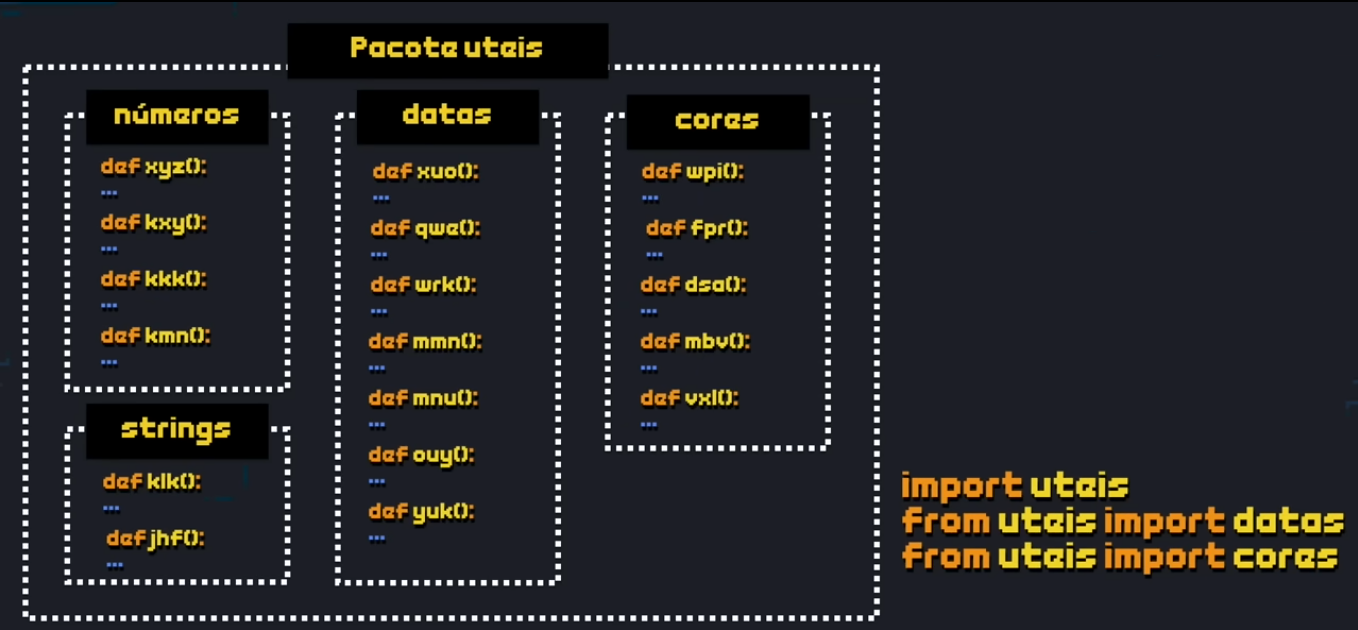 Pacote uteis
números
def xyz():
...
def kxy():
...
def kkk():
...
def kmn():
...
strings
def klk():
...
def jhf():
...
datas
def xuo():
...
def qwe():
...
def wrk():
...
def mmn():
...
def mnu():
...
def ouy():
...
def yuk():
...
cores
def wpi():
...
def fpr():
...
def dsa():
...
def mbv():
...
def vxl():
...
import uteis
from uteis import datas
from uteis import cores